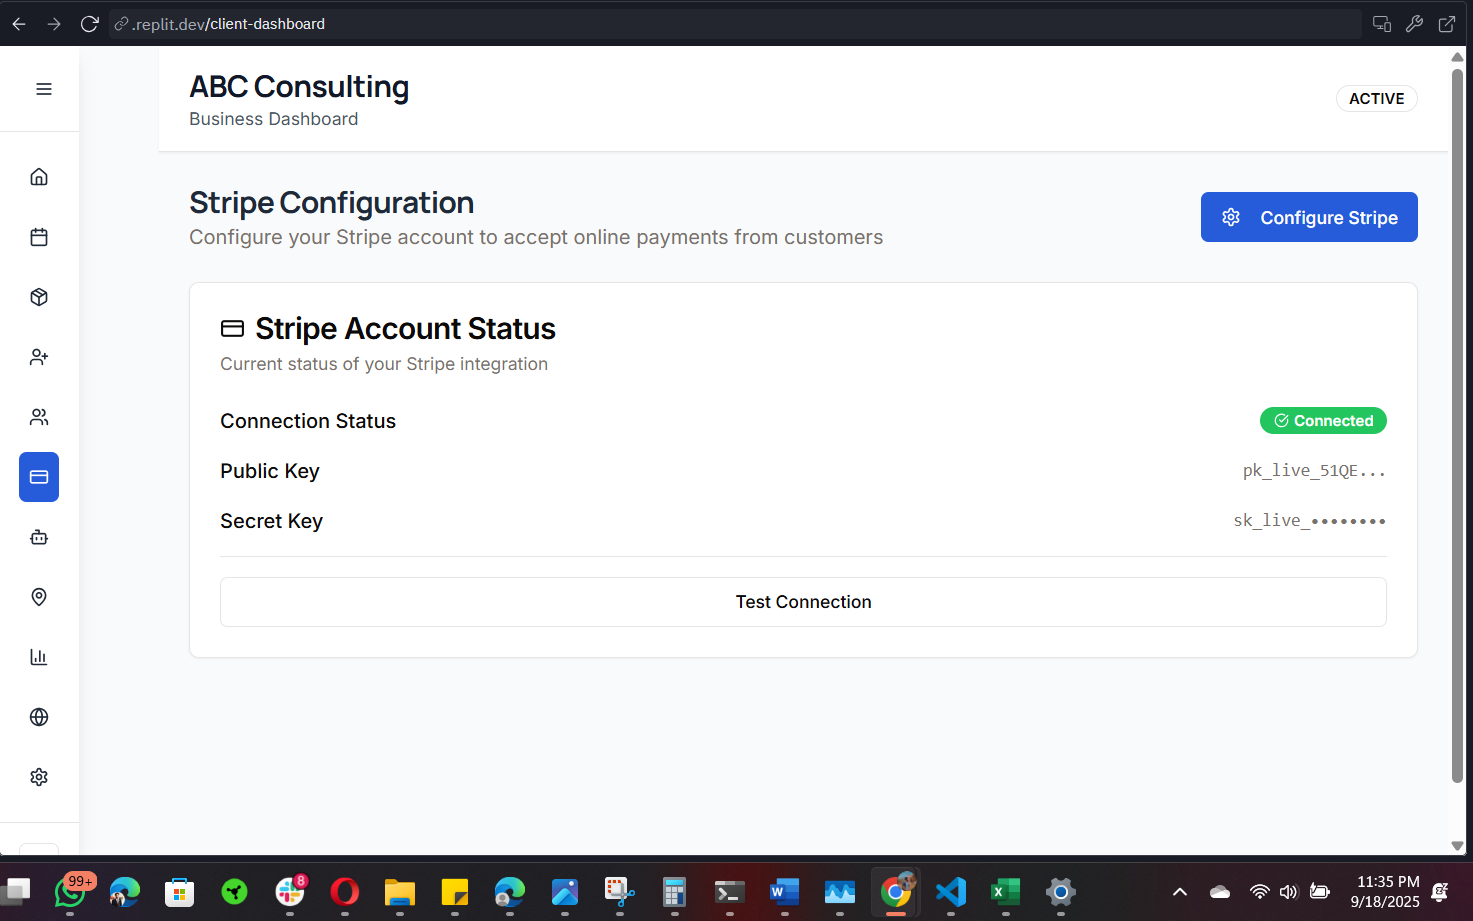 .replit.dev/client-dashboard
ABC Consulting
Business Dashboard
ACTIVE
Stripe Configuration
Configure your Stripe account to accept online payments from customers
Configure Stripe
Stripe Account Status
Current status of your Stripe integration
Connection Status
Connected
Public Key
pk_live_51QE...
Secret Key
sk_live_••••••••
Test Connection
99+
8
11:35 PM
9/18/2025